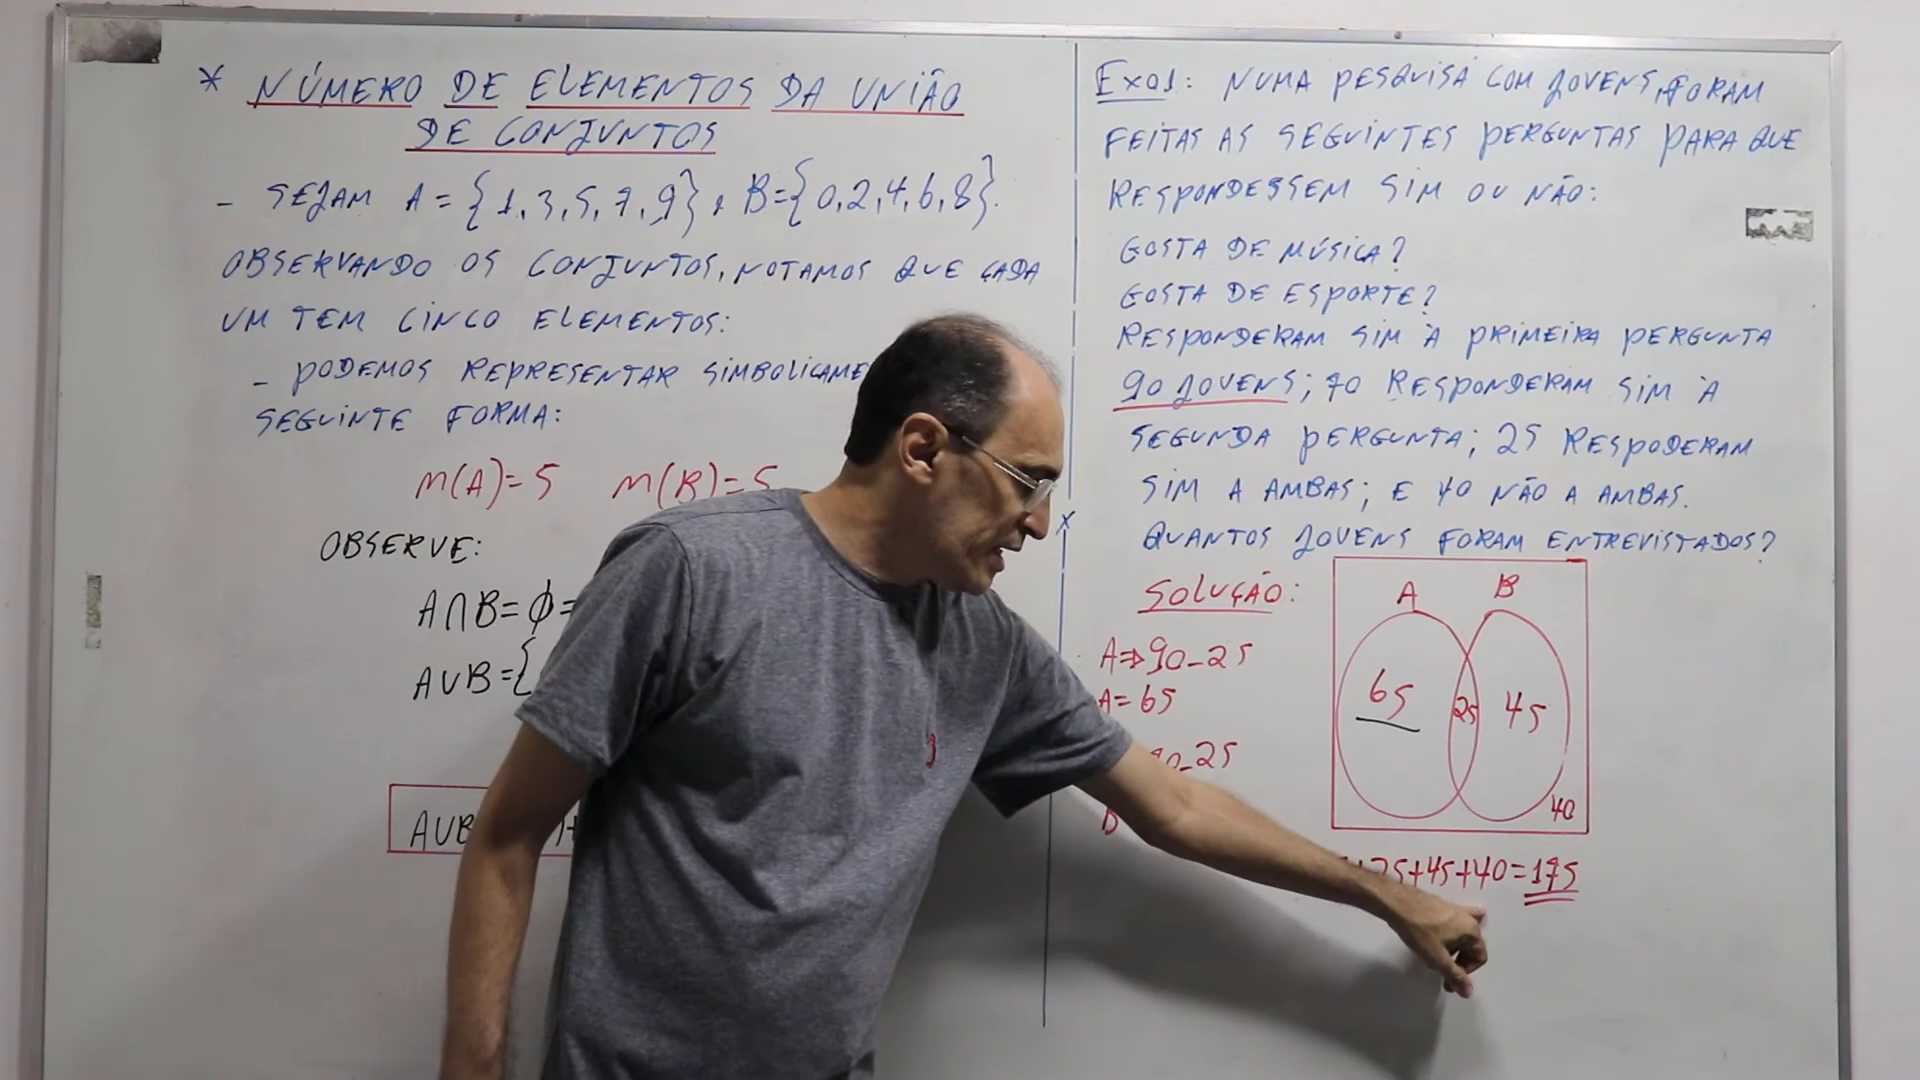 * NÚMERO DE ELEMENTOS DA UNIÃO
DE CONJUNTOS
- SEJAM A = {1,3,5,7,9} e B={0,2,4,6,8}.
OBSERVANDO OS CONJUNTOS, NOTAMOS QUE CADA
UM TEM CINCO ELEMENTOS:
- PODEMOS REPRESENTAR
SEGUINTE FORMA:
n(A)=5 n(B)=5
OBSERVE:
A∩B=∅=
A∪B={
A∪B
Ex01: NUMA PESQUISA COM JOVENS, FORAM
FEITAS AS SEGUINTES PERGUNTAS PARA QUE
RESPONDESSEM SIM OU NÃO:
GOSTA DE MÚSICA?
GOSTA DE ESPORTE?
RESPONDERAM SIM À PRIMEIRA PERGUNTA
90 JOVENS; 70 RESPONDERAM SIM À
SEGUNDA PERGUNTA; 25 RESPODERAM
SIM A AMBAS; E 40 NÃO A AMBAS.
QUANTOS JOVENS FORAM ENTREVISTADOS?
SOLUÇÃO:
A⇒90-25
A=65
-25
A B
65 25 45
40
+25+45+40=175